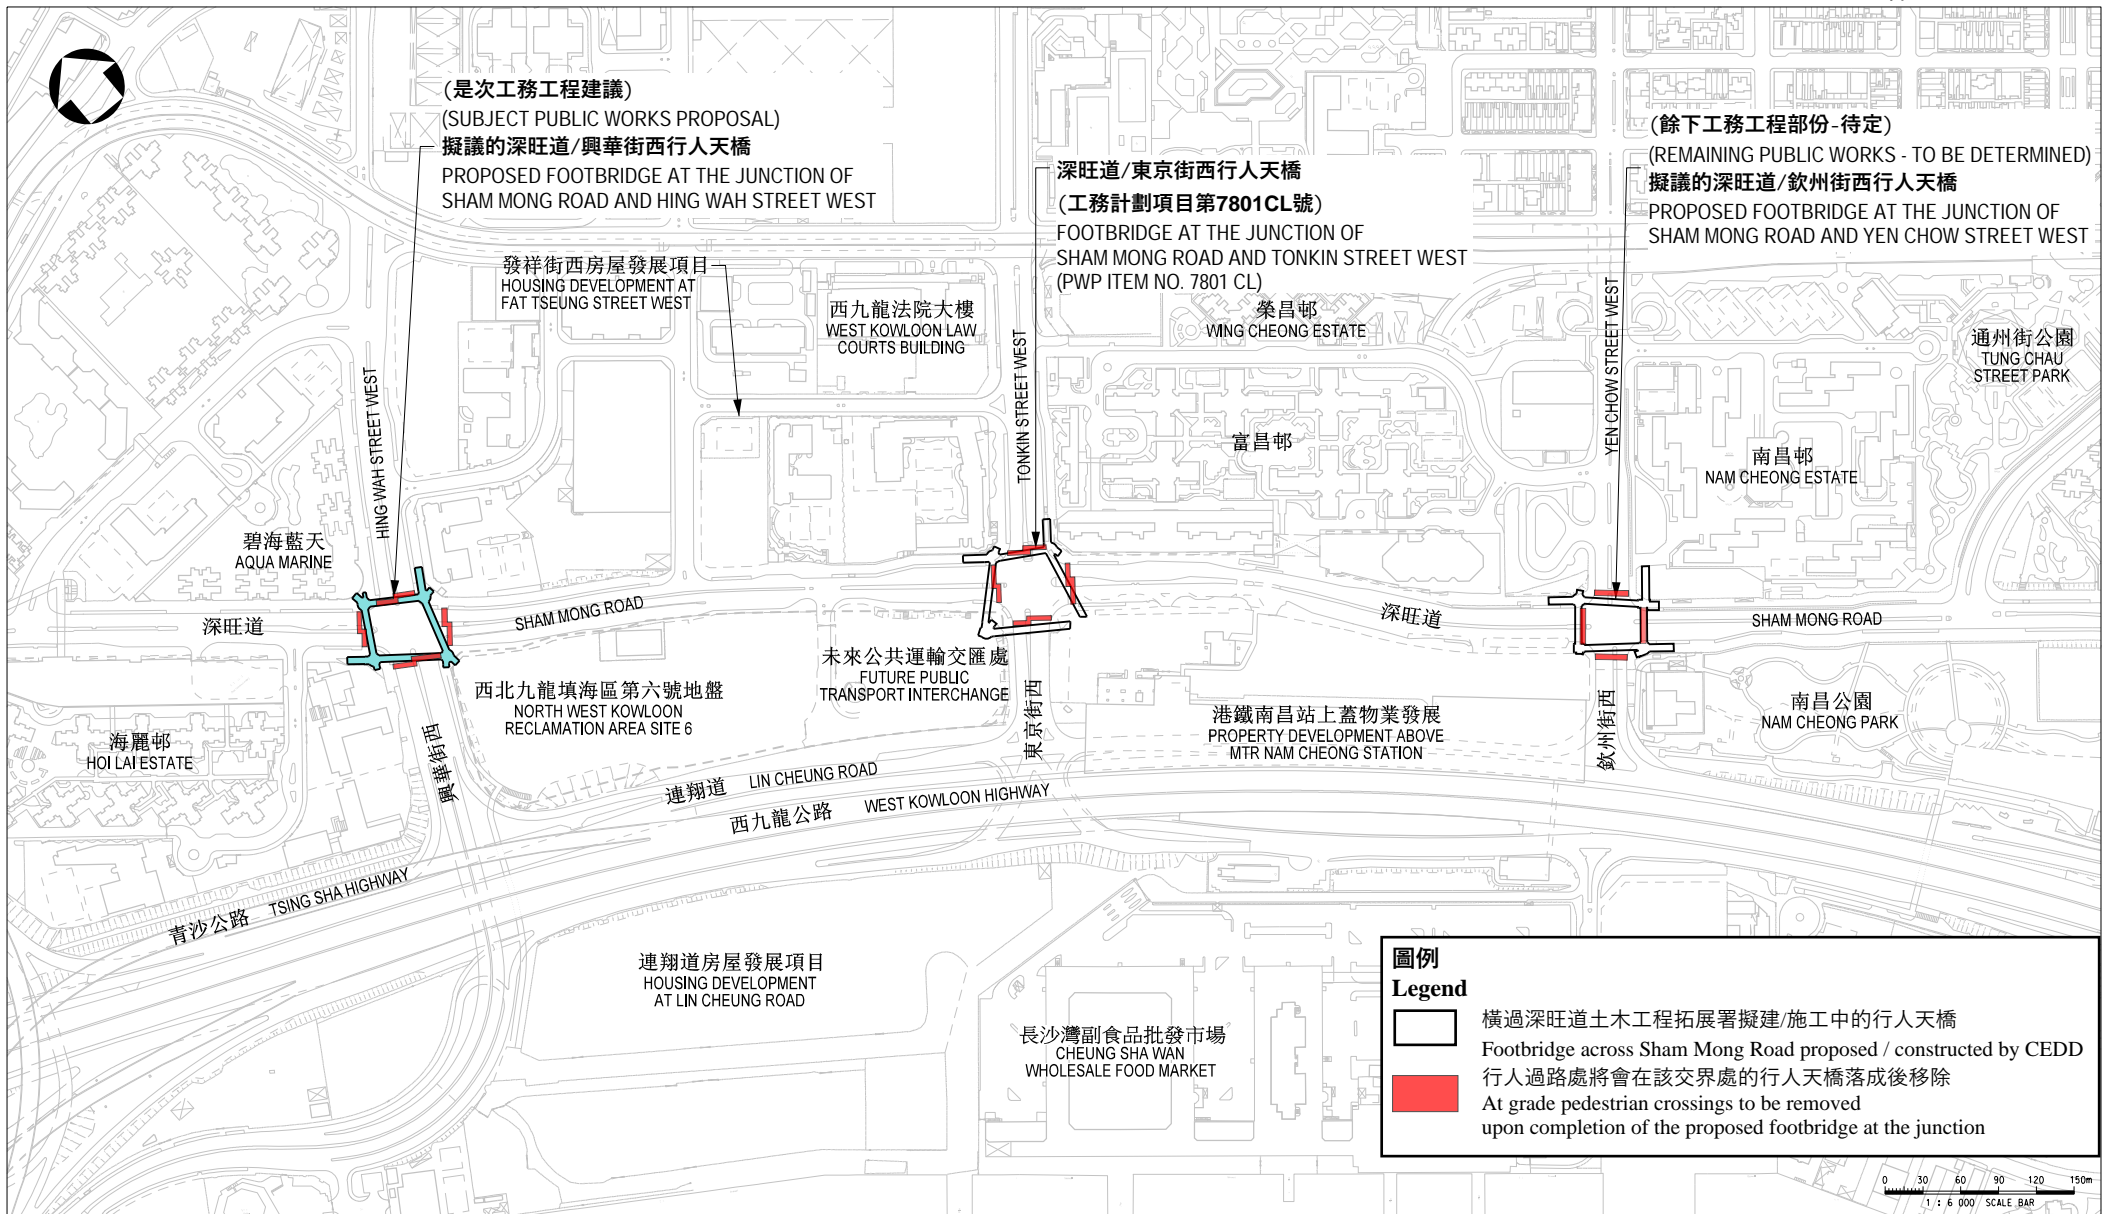 (是次工務工程建議)
(SUBJECT PUBLIC WORKS PROPOSAL)
擬議的深旺道/興華街西行人天橋
PROPOSED FOOTBRIDGE AT THE JUNCTION OF
SHAM MONG ROAD AND HING WAH STREET WEST
深旺道/東京街西行人天橋
(工務計劃項目第7801CL號)
FOOTBRIDGE AT THE JUNCTION OF
SHAM MONG ROAD AND TONKIN STREET WEST
(PWP ITEM NO. 7801 CL)
(餘下工務工程部份-待定)
(REMAINING PUBLIC WORKS - TO BE DETERMINED)
擬議的深旺道/欽州街西行人天橋
PROPOSED FOOTBRIDGE AT THE JUNCTION OF
SHAM MONG ROAD AND YEN CHOW STREET WEST
發祥街西房屋發展項目
HOUSING DEVELOPMENT AT
FAT TSEUNG STREET WEST
西九龍法院大樓
WEST KOWLOON LAW
COURTS BUILDING
榮昌邨
WING CHEONG ESTATE
通州街公園
TUNG CHAU
STREET PARK
HING WAH STREET WEST
TONKIN STREET WEST
YEN CHOW STREET WEST
富昌邨
南昌邨
NAM CHEONG ESTATE
碧海藍天
AQUA MARINE
深旺道
SHAM MONG ROAD
深旺道
SHAM MONG ROAD
未來公共運輸交匯處
FUTURE PUBLIC
TRANSPORT INTERCHANGE
西北九龍填海區第六號地盤
NORTH WEST KOWLOON
RECLAMATION AREA SITE 6
海麗邨
HOI LAI ESTATE
興華街西
東京街西
欽州街西
港鐵南昌站上蓋物業發展
PROPERTY DEVELOPMENT ABOVE
MTR NAM CHEONG STATION
南昌公園
NAM CHEONG PARK
連翔道 LIN CHEUNG ROAD
西九龍公路 WEST KOWLOON HIGHWAY
青沙公路 TSING SHA HIGHWAY
連翔道房屋發展項目
HOUSING DEVELOPMENT
AT LIN CHEUNG ROAD
長沙灣副食品批發市場
CHEUNG SHA WAN
WHOLESALE FOOD MARKET
圖例
Legend
橫過深旺道土木工程拓展署擬建/施工中的行人天橋
Footbridge across Sham Mong Road proposed / constructed by CEDD
行人過路處將會在該交界處的行人天橋落成後移除
At grade pedestrian crossings to be removed
upon completion of the proposed footbridge at the junction
0 30 60 90 120 150m
1 : 6 000 SCALE BAR